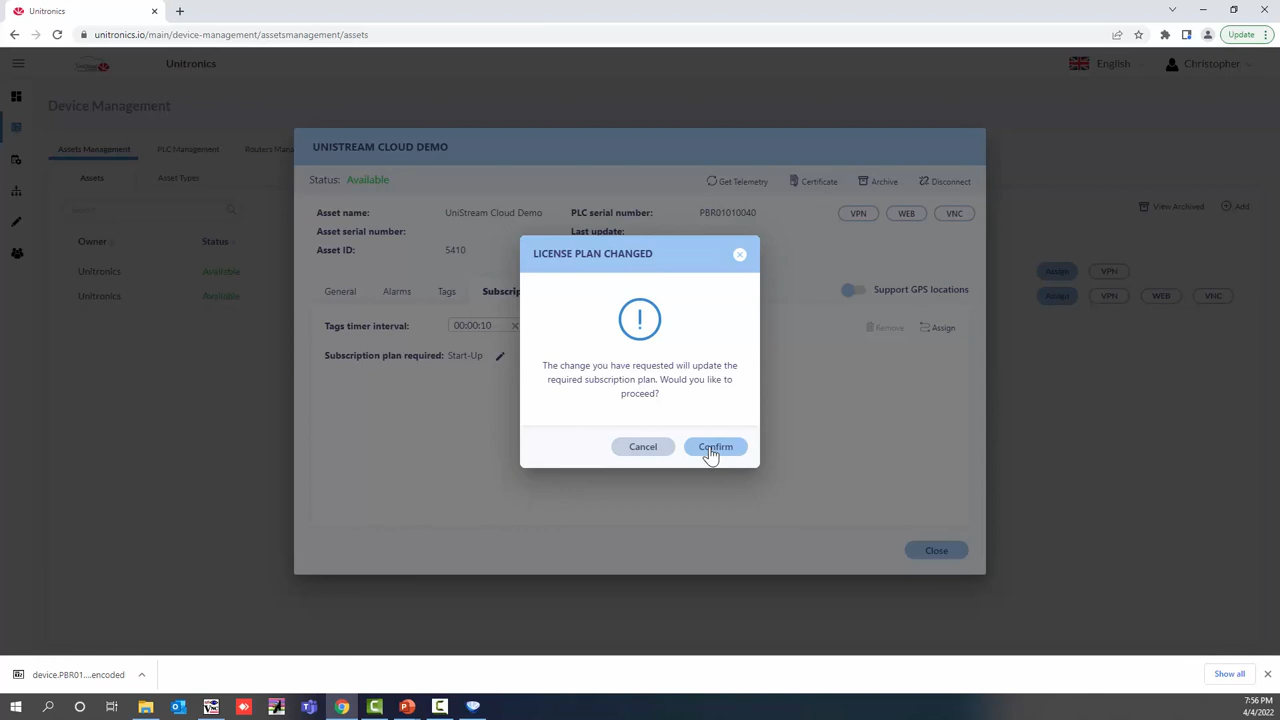 Unitronics
unitronics.io/main/device-management/assetsmanagement/assets
Update
Unitronics
English
Christopher
Device Management
Assets Management
PLC Management
Routers Mana
Assets
Asset Types
Search
View Archived
Add
Owner
Status
Unitronics
Available
Assign
VPN
Unitronics
Available
Assign
VPN
WEB
VNC
UNISTREAM CLOUD DEMO
Status: Available
Get Telemetry
Certificate
Archive
Disconnect
Asset name:
UniStream Cloud Demo
PLC serial number:
PBR01010040
VPN
WEB
VNC
Asset serial number:
Last update:
Asset ID:
5410
General
Alarms
Tags
Subscrip
Support GPS locations
Tags timer interval:
00:00:10
Remove
Assign
Subscription plan required:
Start-Up
Close
LICENSE PLAN CHANGED
The change you have requested will update the
required subscription plan. Would you like to
proceed?
Cancel
Confirm
device.PBR01....encoded
Show all
7:56 PM
4/4/2022